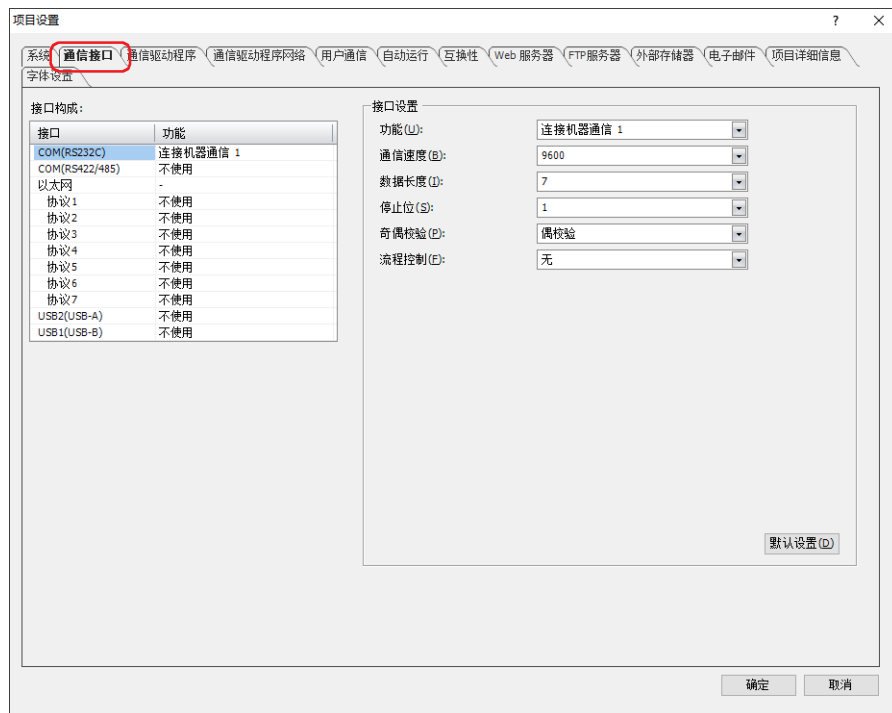 项目设置 ? ×
系统 通信接口 通信驱动程序 通信驱动程序网络 用户通信 自动运行 互换性 Web 服务器 FTP服务器 外部存储器 电子邮件 项目详细信息
字体设置
接口构成:
接口 功能
COM(RS232C) 连接机器通信 1
COM(RS422/485) 不使用
以太网 -
协议1 不使用
协议2 不使用
协议3 不使用
协议4 不使用
协议5 不使用
协议6 不使用
协议7 不使用
USB2(USB-A) 不使用
USB1(USB-B) 不使用
接口设置
功能(U): 连接机器通信 1
通信速度(B): 9600
数据长度(I): 7
停止位(S): 1
奇偶校验(P): 偶校验
流程控制(F): 无
默认设置(D)
确定 取消